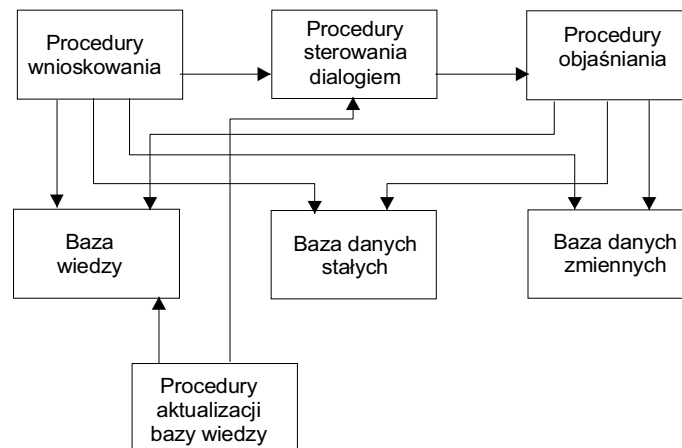 Procedury
wnioskowania
Procedury
sterowania
dialogiem
Procedury
objaśniania
Baza
wiedzy
Baza danych
stałych
Baza danych
zmiennych
Procedury
aktualizacji
bazy wiedzy